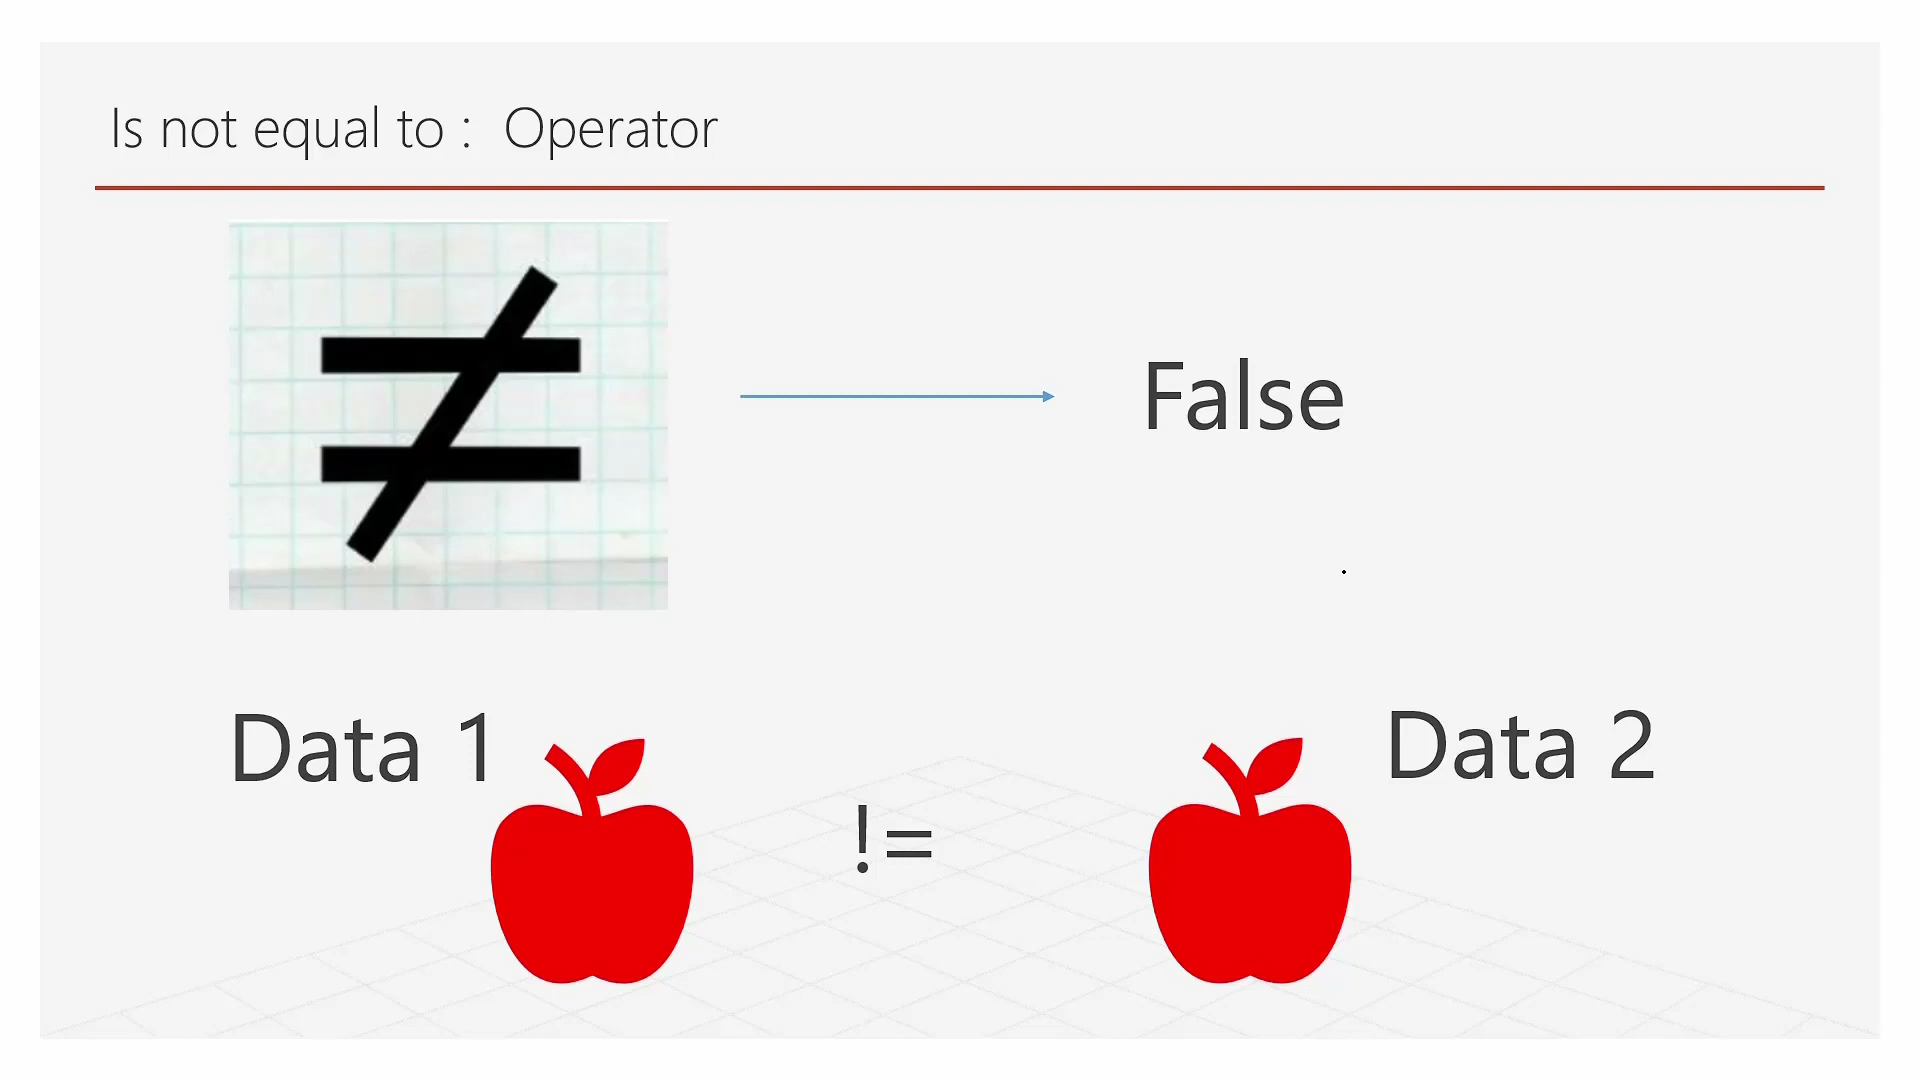 Is not equal to :  Operator
≠
False
Data 1
Data 2
!=